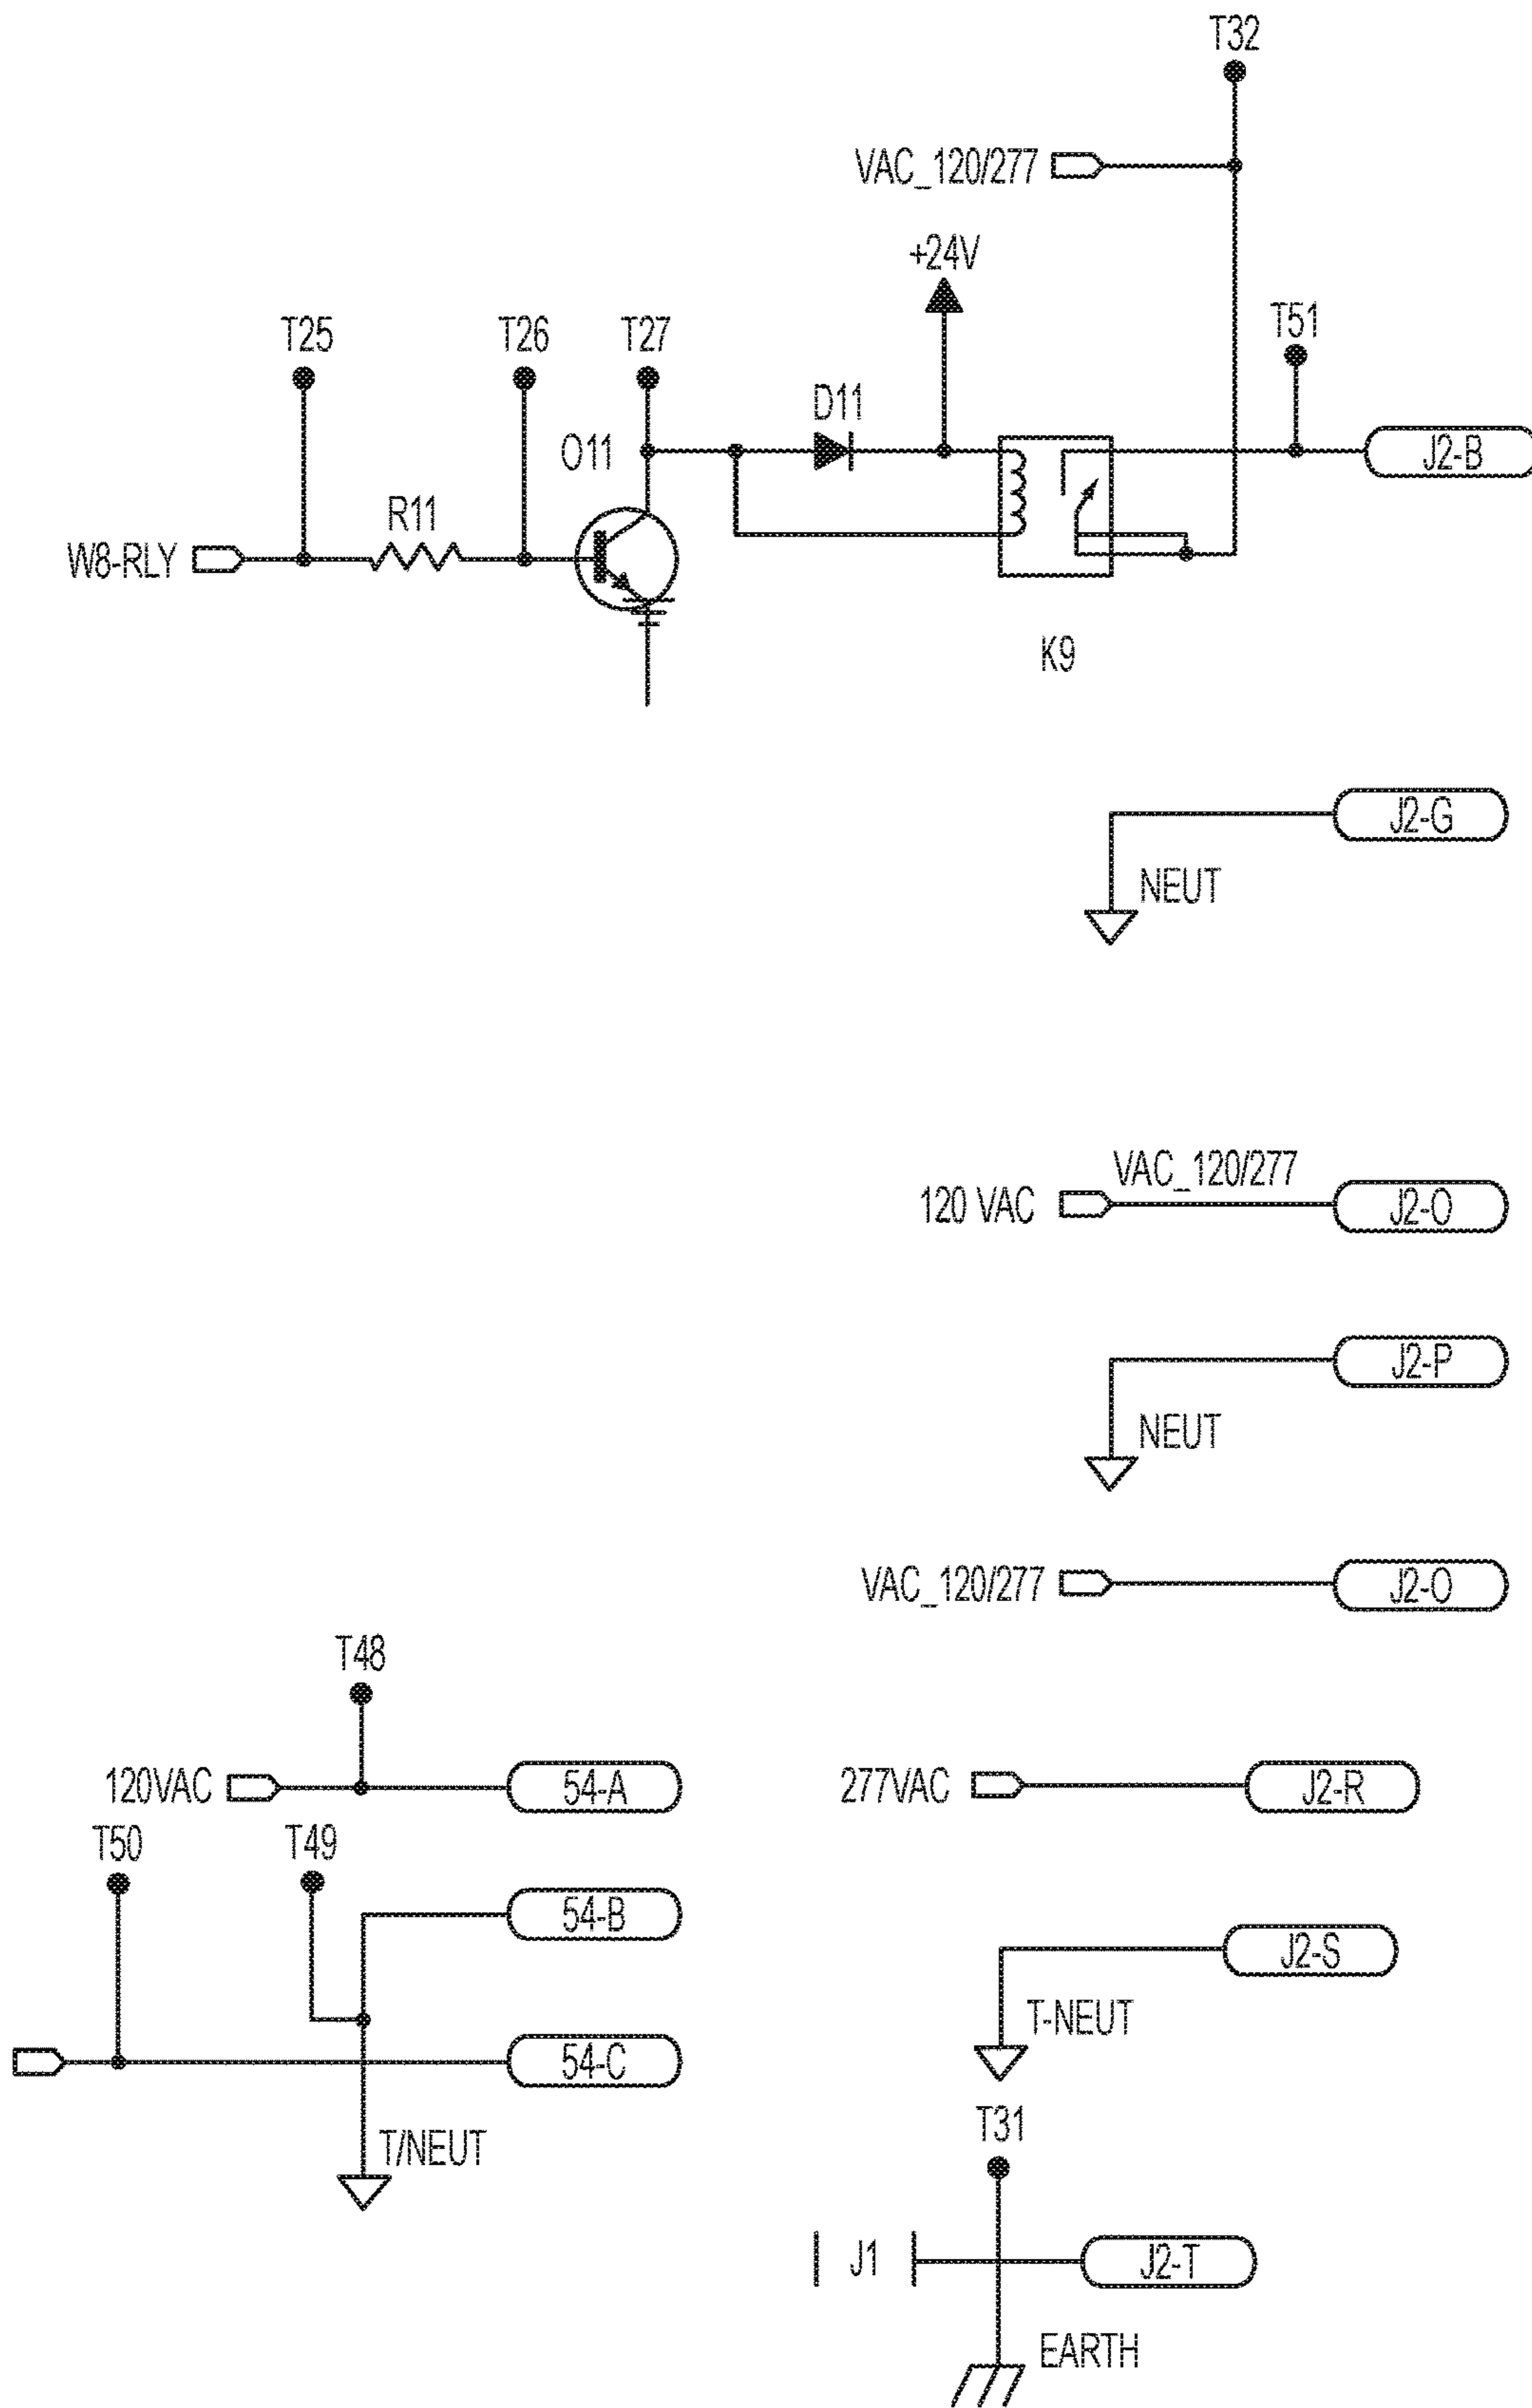 T32
VAC_120/277
+24V
T25
T26
T27
T51
D11
O11
J2-B
R11
W8-RLY
K9
J2-G
NEUT
VAC_120/277
120 VAC
J2-O
J2-P
NEUT
VAC_120/277
J2-O
T48
120VAC
54-A
277VAC
J2-R
T50
T49
54-B
J2-S
T-NEUT
54-C
T31
T/NEUT
J1
J2-T
EARTH